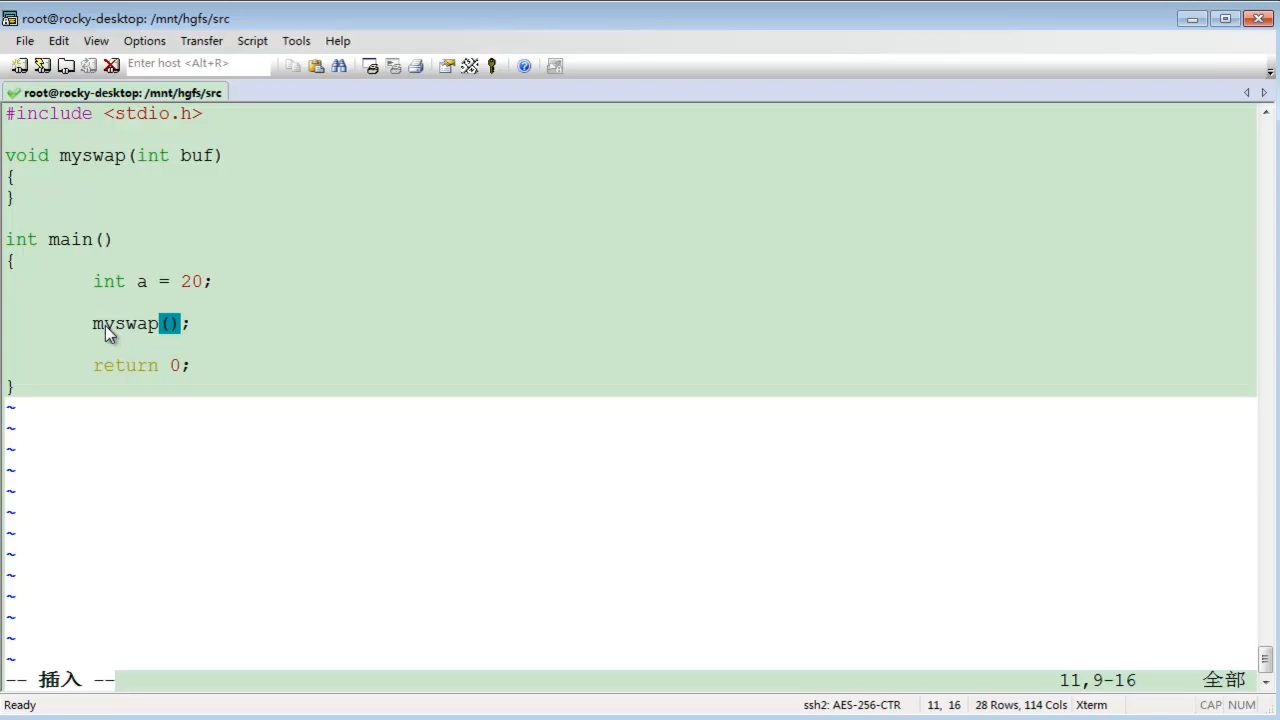 root@rocky-desktop: /mnt/hgfs/src
File Edit View Options Transfer Script Tools Help
Enter host <Alt+R>
root@rocky-desktop: /mnt/hgfs/src
#include <stdio.h>
void myswap(int buf)
{
}
int main()
{
int a = 20;
myswap();
return 0;
}
~
~
~
~
~
~
~
~
~
~
~
~
~
-- 插入 -- 11,9-16 全部
Ready ssh2: AES-256-CTR 11, 16 28 Rows, 114 Cols Xterm CAP NUM